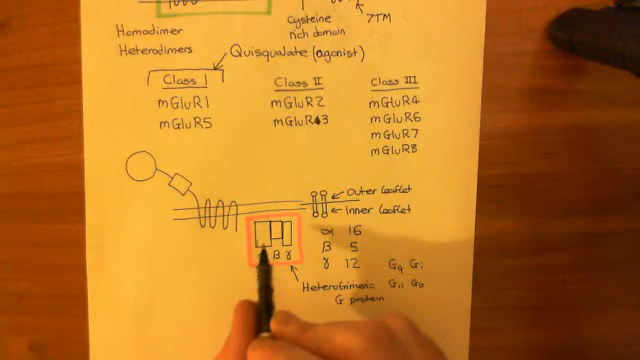 Cysteine
rich domain
7TM
Homodimer
Heterodimers
Quisqualate (agonist)
Class I
mGluR1
mGluR5
Class II
mGluR2
mGluR3
Class III
mGluR4
mGluR6
mGluR7
mGluR8
Outer leaflet
Inner leaflet
α 16
β 5
γ 12
β γ
Gq Gi
G11 Go
Heterotrimeric
G protein